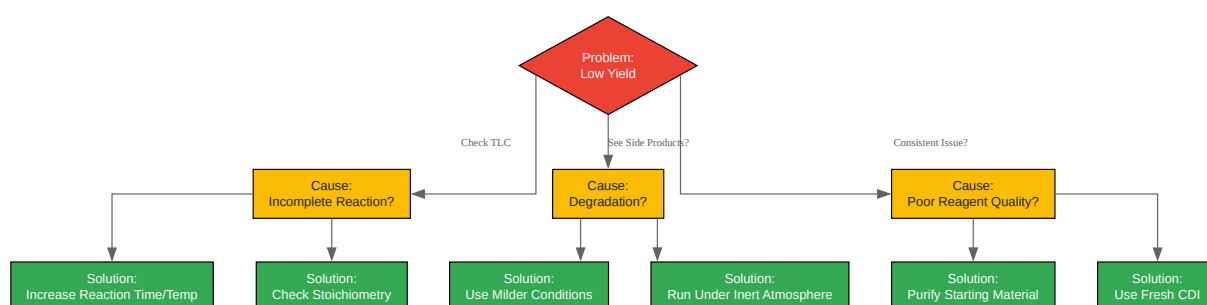 Problem:
Low Yield
Check TLC
See Side Products?
Consistent Issue?
Cause:
Incomplete Reaction?
Cause:
Degradation?
Cause:
Poor Reagent Quality?
Solution:
Increase Reaction Time/Temp
Solution:
Check Stoichiometry
Solution:
Use Milder Conditions
Solution:
Run Under Inert Atmosphere
Solution:
Purify Starting Material
Solution:
Use Fresh CDI